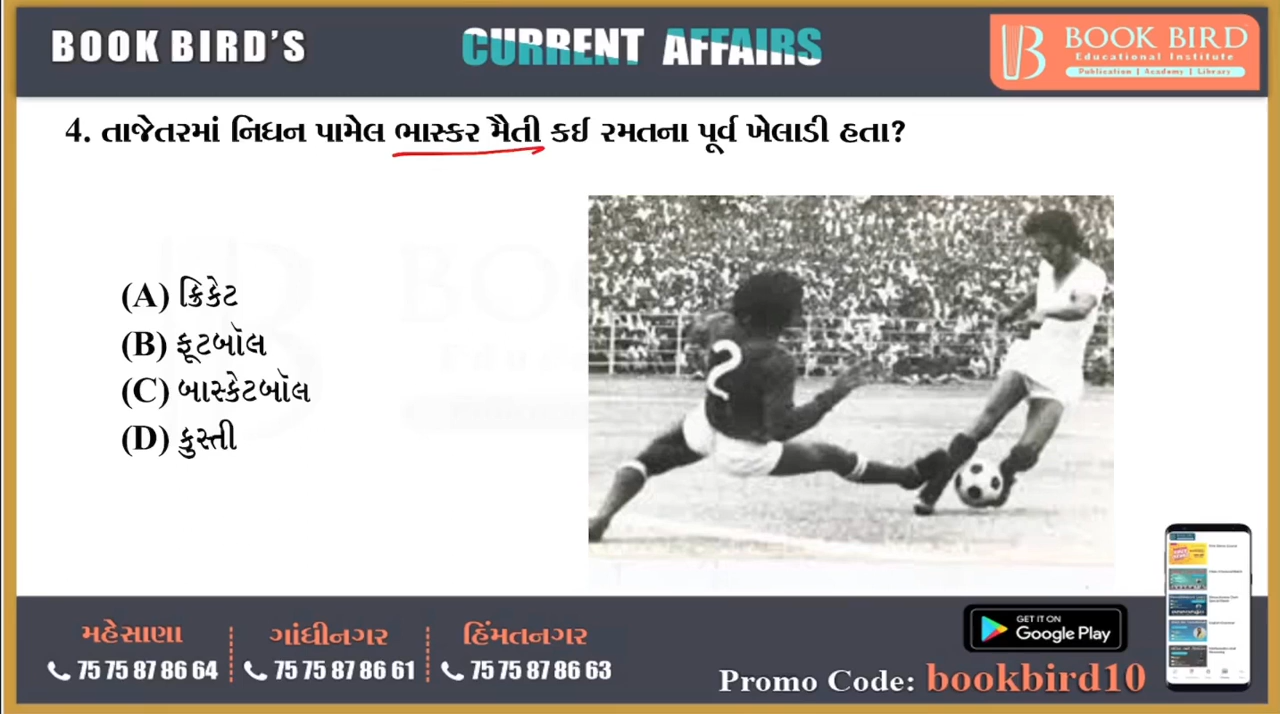 BOOK BIRD'S
CURRENT AFFAIRS
BOOK BIRD
Educational Institute
Publication | Academy | Library
4. તાજેતરમાં નિધન પામેલ ભાસ્કર મૈતી કઈ રમતના પૂર્વ ખેલાડી હતા?
(A) ક્રિકેટ
(B) ફૂટબૉલ
(C) બાસ્કેટબૉલ
(D) કુસ્તી
2
મહેસાણા
75 75 87 86 64
ગાંધીનગર
75 75 87 86 61
હિંમતનગર
75 75 87 86 63
GET IT ON
Google Play
Promo Code: bookbird10